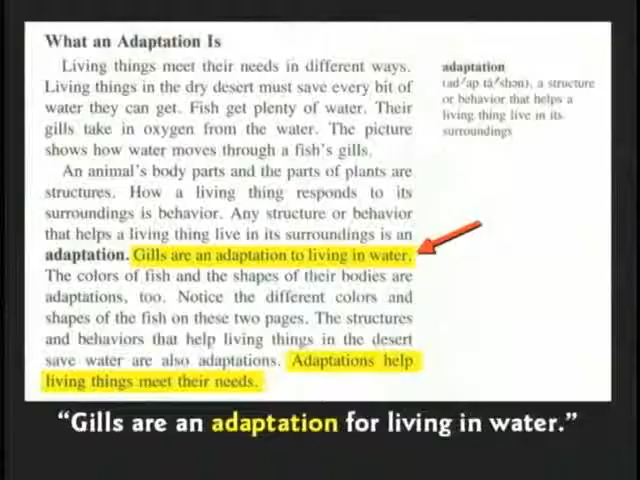 What an Adaptation Is
Living things meet their needs in different ways.
Living things in the dry desert must save every bit of
water they can get. Fish get plenty of water. Their
gills take in oxygen from the water. The picture
shows how water moves through a fish's gills.
An animal's body parts and the parts of plants are
structures. How a living thing responds to its
surroundings is behavior. Any structure or behavior
that helps a living thing live in its surroundings is an
adaptation. Gills are an adaptation to living in water.
The colors of fish and the shapes of their bodies are
adaptations, too. Notice the different colors and
shapes of the fish on these two pages. The structures
and behaviors that help living things in the desert
save water are also adaptations. Adaptations help
living things meet their needs.
adaptation
(ad′ap tā′shən), a structure
or behavior that helps a
living thing live in its
surroundings
“Gills are an adaptation for living in water.”